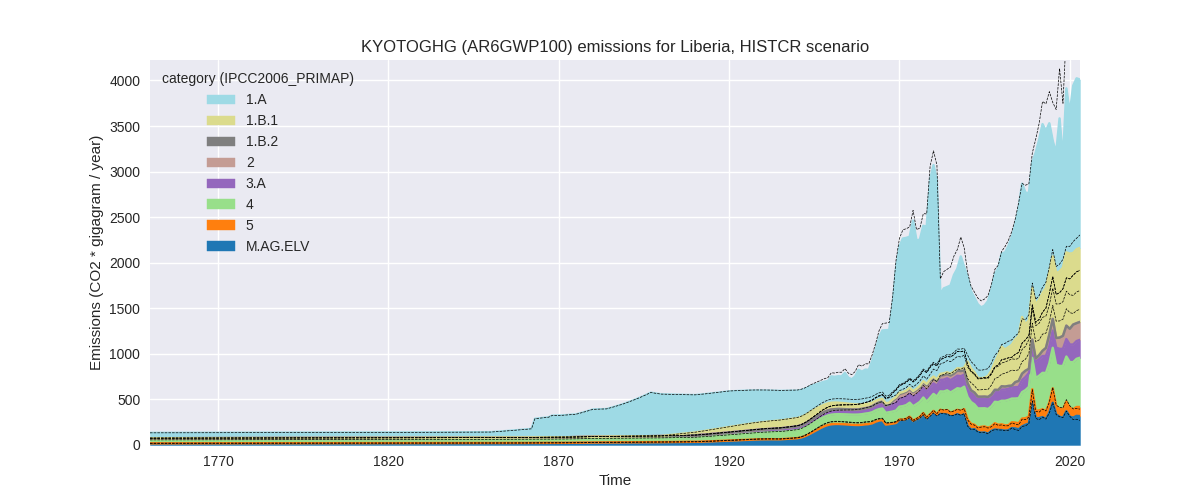 KYOTOGHG (AR6GWP100) emissions for Liberia, HISTCR scenario
category (IPCC2006_PRIMAP)
1.A
1.B.1
1.B.2
2
3.A
4
5
M.AG.ELV
Emissions (CO2 * gigagram / year)
4000
3500
3000
2500
2000
1500
1000
500
0
1770
1820
1870
1920
1970
2020
Time